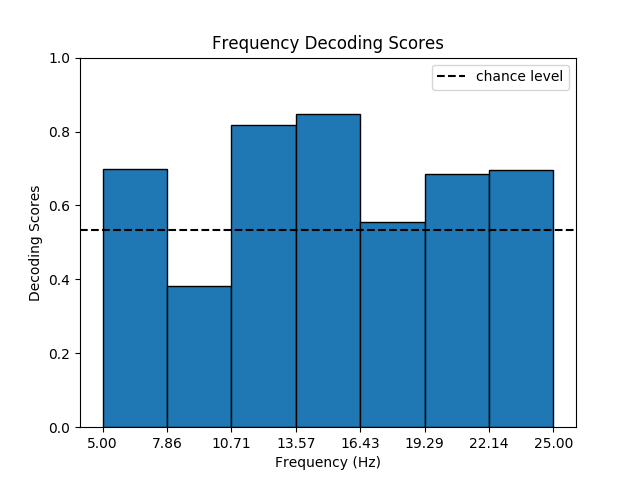 Frequency Decoding Scores
chance level
1.0
0.8
0.6
0.4
0.2
0.0
Decoding Scores
5.00 7.86 10.71 13.57 16.43 19.29 22.14 25.00
Frequency (Hz)